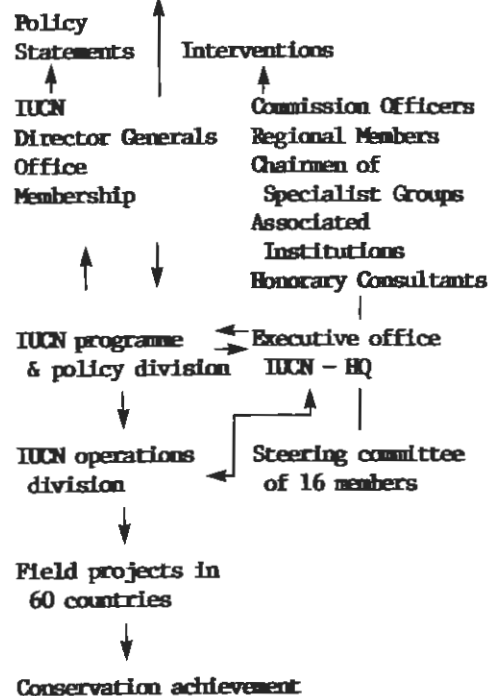 Policy
Statements
Interventions
IUCN
Director Generals
Office
Membership
Commission Officers
Regional Members
Chairmen of
Specialist Groups
Associated
Institutions
Honorary Consultants
IUCN programme
& policy division
Executive office
IUCN - HQ
IUCN operations
division
Steering committee
of 16 members
Field projects in
60 countries
Conservation achievement